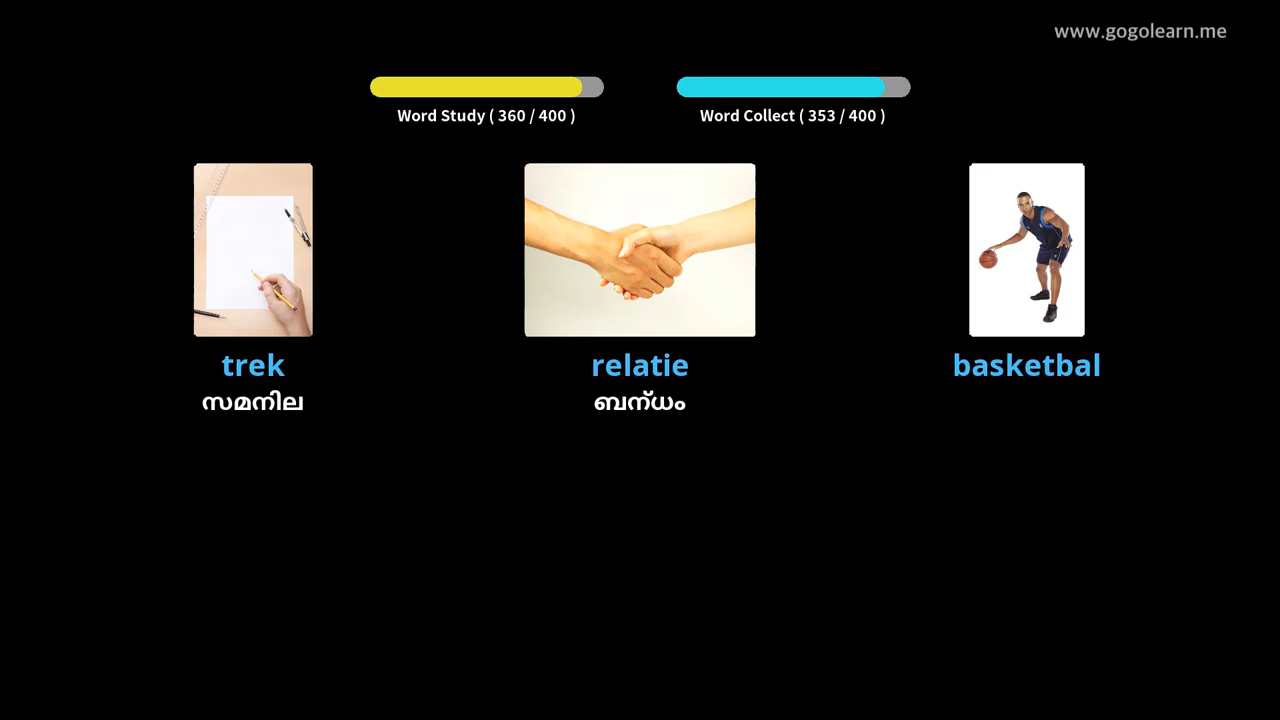 www.gogolearn.me
Word Study ( 360 / 400 )
Word Collect ( 353 / 400 )
trek
സമനില
relatie
ബന്ധം
basketbal